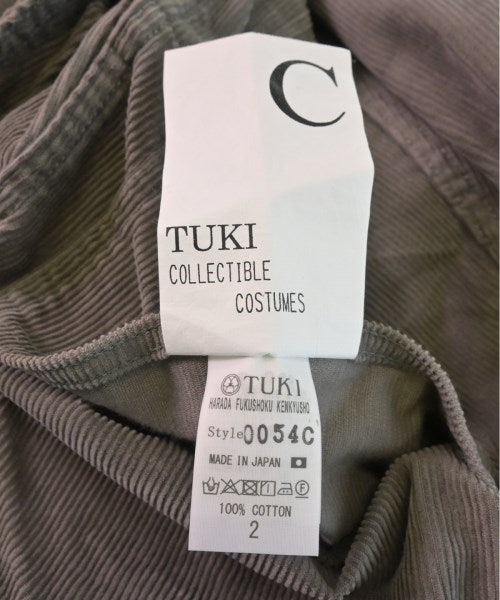 C
TUKI
COLLECTIBLE
COSTUMES
TUKI
HARADA FUKUSHOKU KENKYUSHO
Style 0054C
MADE IN JAPAN
100% COTTON
2